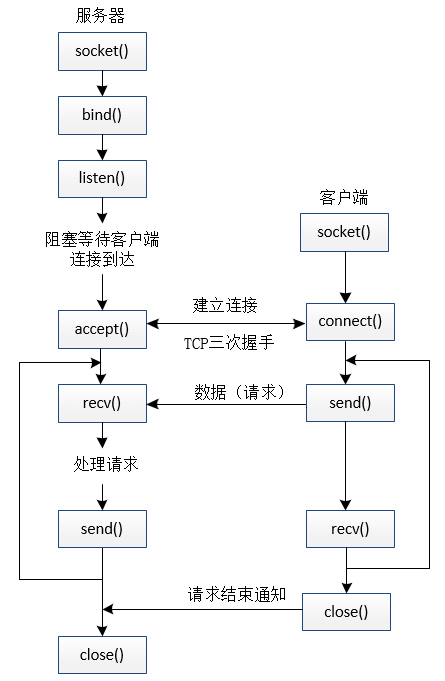 服务器
socket()
bind()
listen()
阻塞等待客户端
连接到达
客户端
socket()
建立连接
accept()
connect()
TCP三次握手
数据（请求）
recv()
send()
处理请求
send()
recv()
请求结束通知
close()
close()